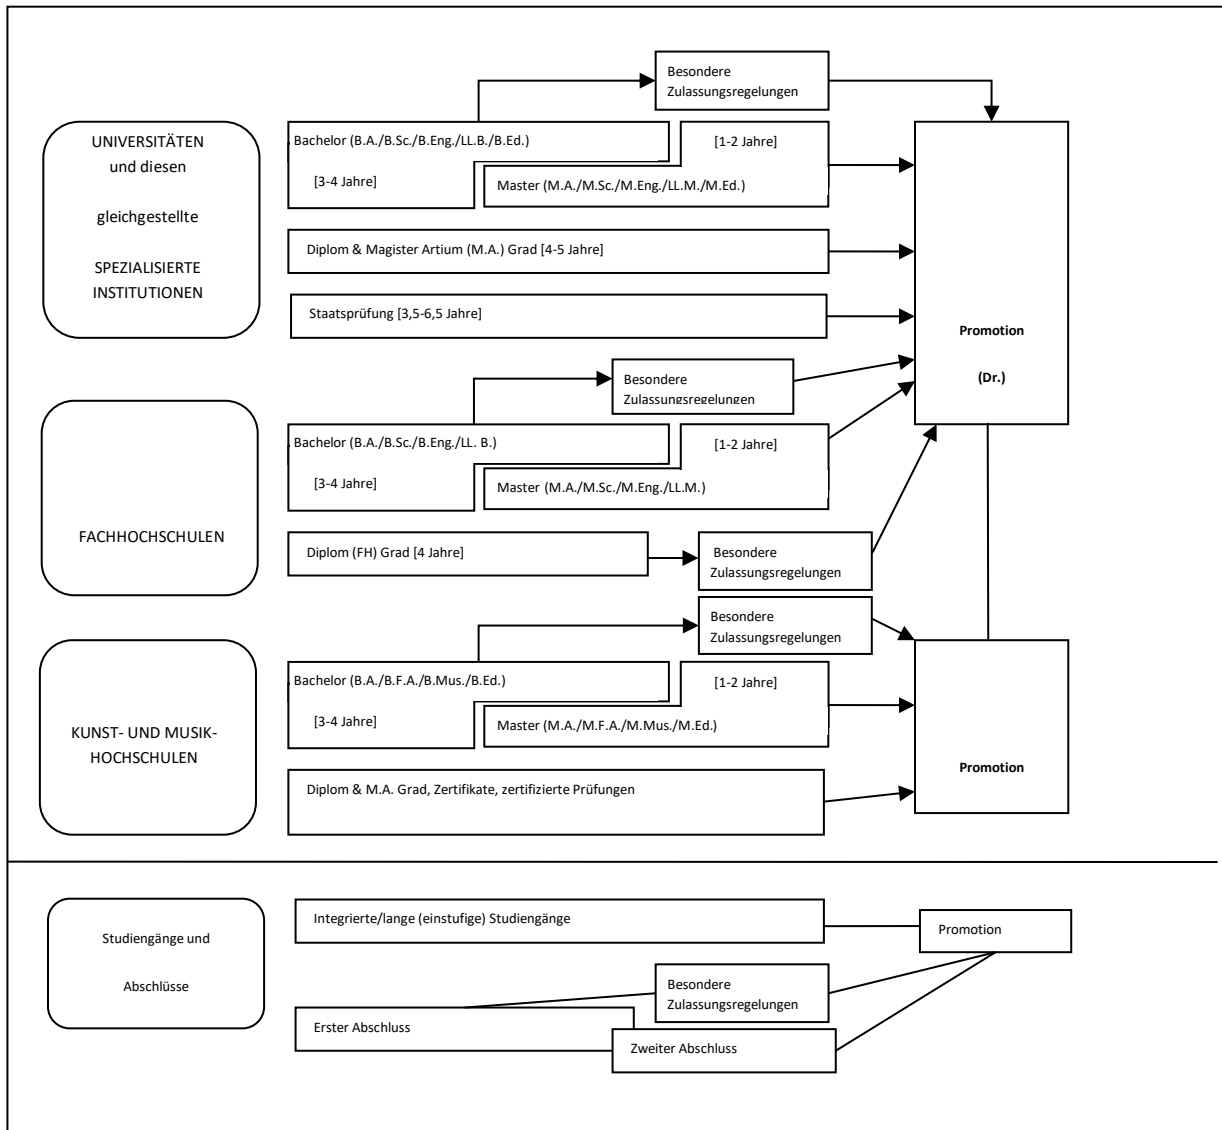 Besondere
Zulassungsregelungen
UNIVERSITÄTEN
und diesen
gleichgestellte
SPEZIALISIERTE
INSTITUTIONEN
Bachelor (B.A./B.Sc./B.Eng./LL.B./B.Ed.)
[3-4 Jahre]
[1-2 Jahre]
Master (M.A./M.Sc./M.Eng./LL.M./M.Ed.)
Diplom & Magister Artium (M.A.) Grad [4-5 Jahre]
Staatsprüfung [3,5-6,5 Jahre]
Promotion
(Dr.)
Besondere
Zulassungsregelungen
FACHHOCHSCHULEN
Bachelor (B.A./B.Sc./B.Eng./LL. B.)
[3-4 Jahre]
[1-2 Jahre]
Master (M.A./M.Sc./M.Eng./LL.M.)
Diplom (FH) Grad [4 Jahre]
Besondere
Zulassungsregelungen
Besondere
Zulassungsregelungen
KUNST- UND MUSIK-
HOCHSCHULEN
Bachelor (B.A./B.F.A./B.Mus./B.Ed.)
[3-4 Jahre]
[1-2 Jahre]
Master (M.A./M.F.A./M.Mus./M.Ed.)
Diplom & M.A. Grad, Zertifikate, zertifizierte Prüfungen
Promotion
Studiengänge und
Abschlüsse
Integrierte/lange (einstufige) Studiengänge
Promotion
Besondere
Zulassungsregelungen
Erster Abschluss
Zweiter Abschluss